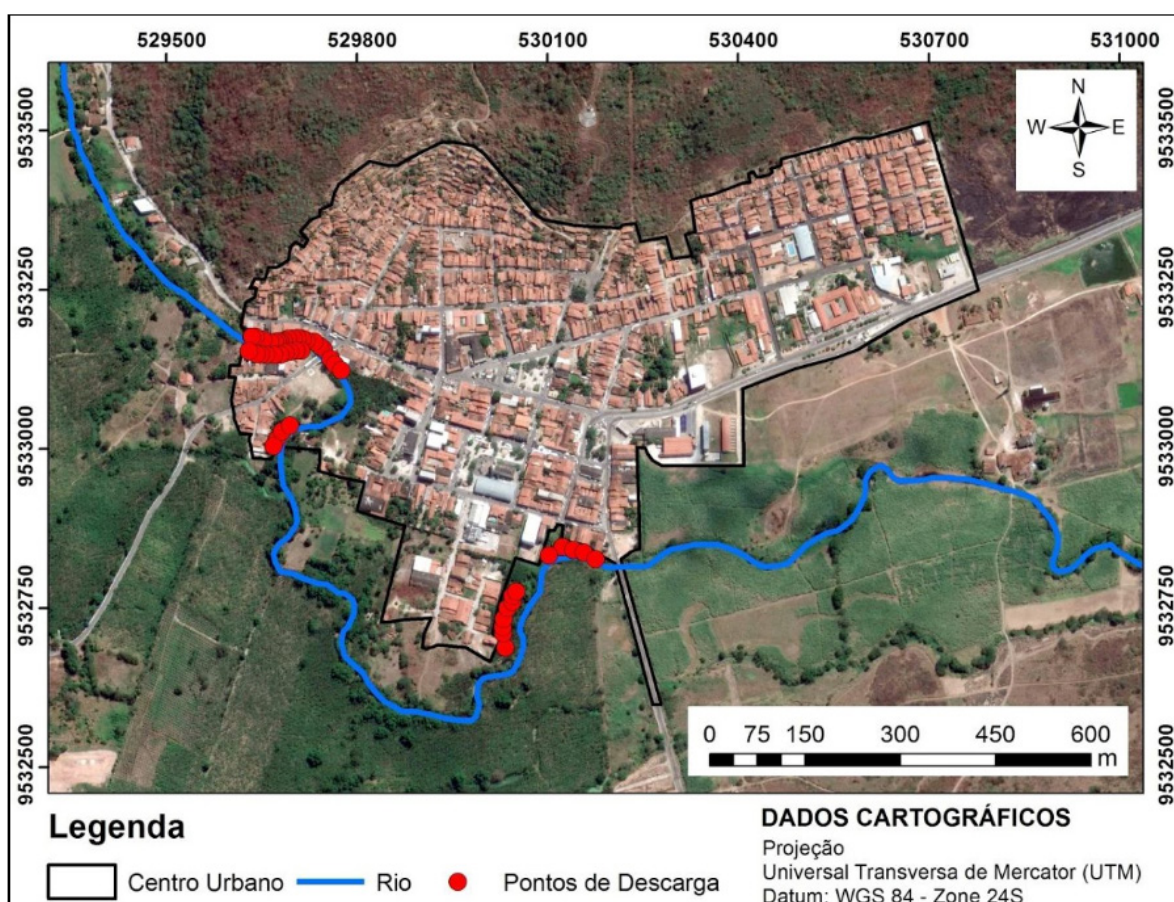 529500 529800 530100 530400 530700 531000
9533500 9533500
N
W E
S
9533250 9533250
9533000 9533000
9532750 9532750
9532500 9532500
0 75 150 300 450 600
m
Legenda
Centro Urbano Rio Pontos de Descarga
DADOS CARTOGRÁFICOS
Projeção
Universal Transversa de Mercator (UTM)
Datum: WGS 84 - Zone 24S